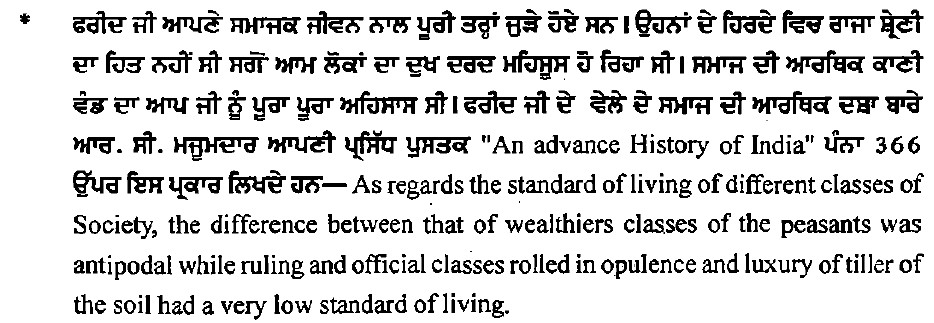 * ਫਰੀਦ ਜੀ ਆਪਣੇ ਸਮਾਜਕ ਜੀਵਨ ਨਾਲ ਪੂਰੀ ਤਰ੍ਹਾਂ ਜੁੜੇ ਹੋਏ ਸਨ। ਉਹਨਾਂ ਦੇ ਹਿਰਦੇ ਵਿਚ ਰਾਜਾ ਸ਼੍ਰੇਣੀ
ਦਾ ਹਿਤ ਨਹੀਂ ਸੀ ਸਗੋਂ ਆਮ ਲੋਕਾਂ ਦਾ ਦੁਖ ਦਰਦ ਮਹਿਸੂਸ ਹੋ ਰਿਹਾ ਸੀ। ਸਮਾਜ ਦੀ ਆਰਥਿਕ ਕਾਣੀ
ਵੰਡ ਦਾ ਆਪ ਜੀ ਨੂੰ ਪੂਰਾ ਪੂਰਾ ਅਹਿਸਾਸ ਸੀ। ਫਰੀਦ ਜੀ ਦੇ ਵੇਲੇ ਦੇ ਸਮਾਜ ਦੀ ਆਰਥਿਕ ਦਸ਼ਾ ਬਾਰੇ
ਆਰ. ਸੀ. ਮਜੂਮਦਾਰ ਆਪਣੀ ਪ੍ਰਸਿੱਧ ਪੁਸਤਕ "An advance History of India" ਪੰਨਾ 366
ਉੱਪਰ ਇਸ ਪ੍ਰਕਾਰ ਲਿਖਦੇ ਹਨ— As regards the standard of living of different classes of
Society, the difference between that of wealthiers classes of the peasants was
antipodal while ruling and official classes rolled in opulence and luxury of tiller of
the soil had a very low standard of living.